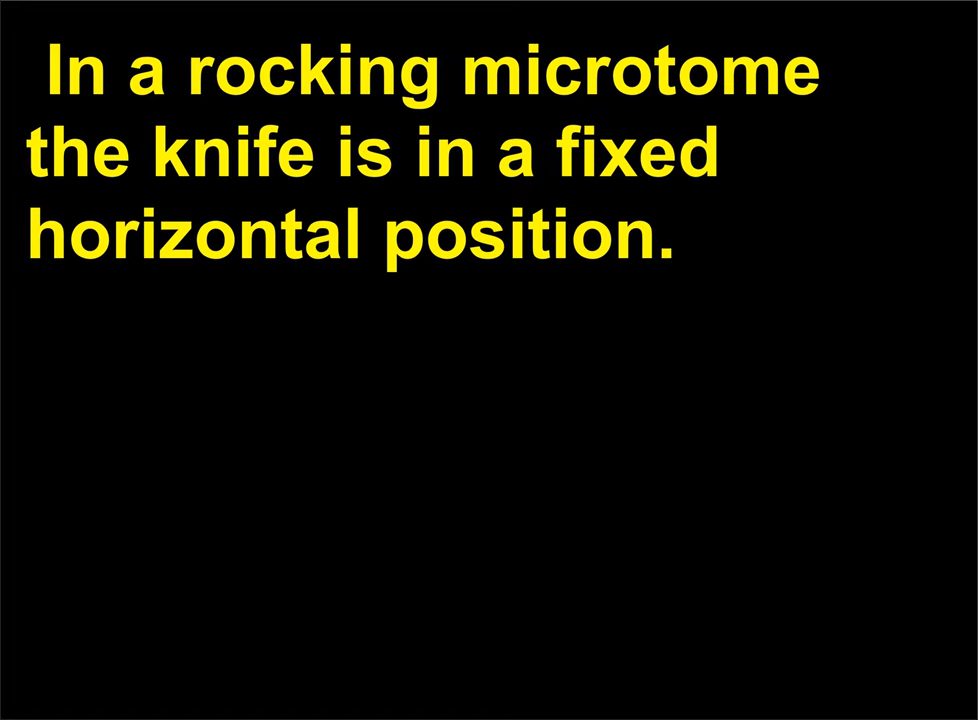 In a rocking microtome
the knife is in a fixed
horizontal position.